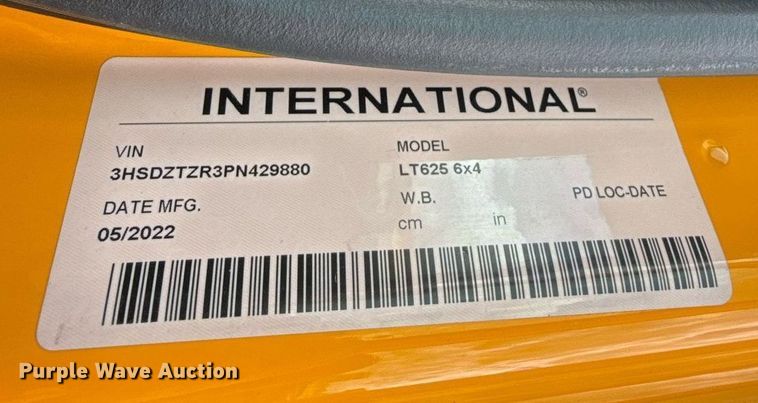 INTERNATIONAL®
VIN
3HSDZTZR3PN429880
MODEL
LT625 6x4
DATE MFG.
05/2022
W.B.
cm in
PD LOC-DATE
Purple Wave Auction